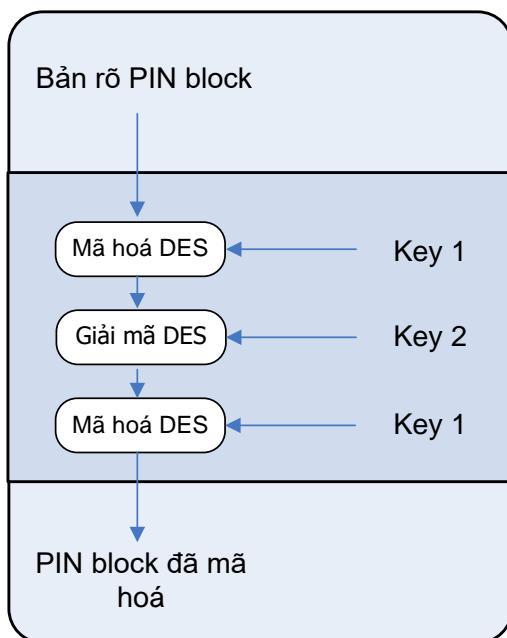 Bản rõ PIN block
Mã hoá DES
Key 1
Giải mã DES
Key 2
Mã hoá DES
Key 1
PIN block đã mã
hoá